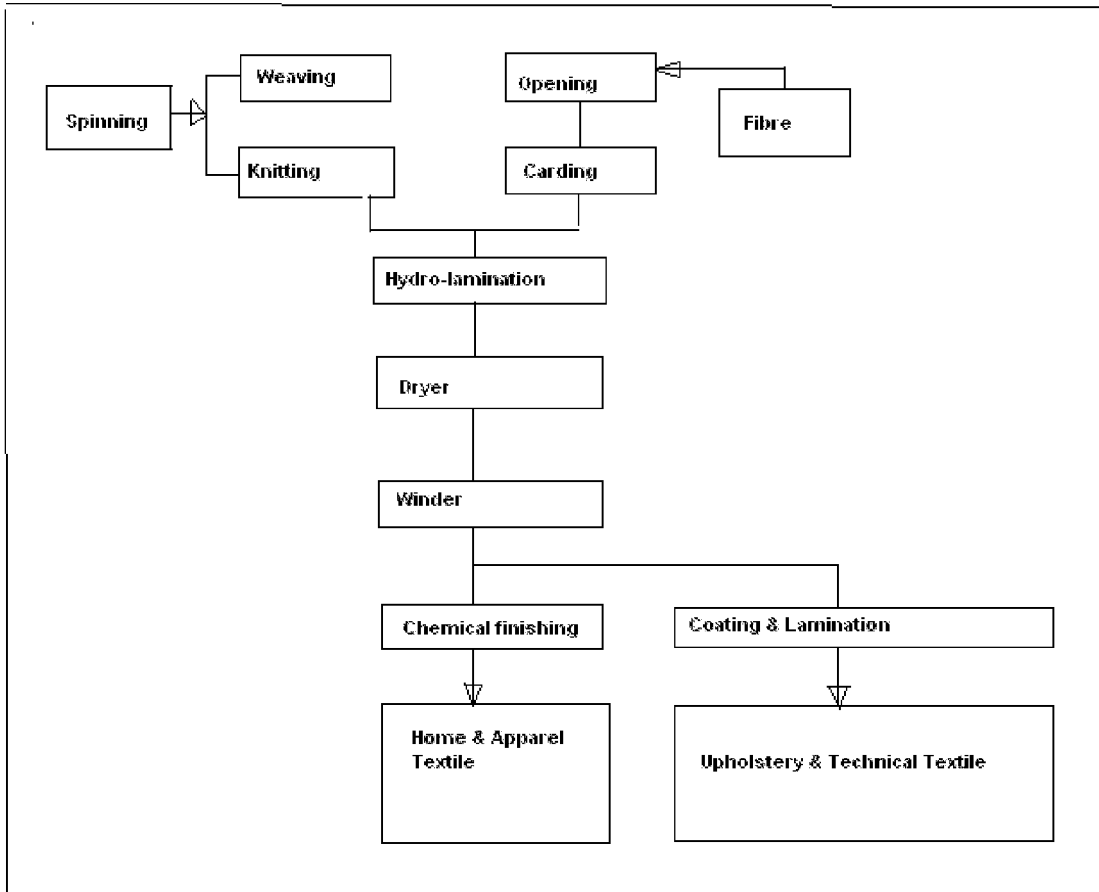 Weaving
Opening
Spinning
Fibre
Knitting
Carding
Hydro-lamination
Dryer
Winder
Chemical finishing
Coating & Lamination
Home & Apparel
Textile
Upholstery & Technical Textile